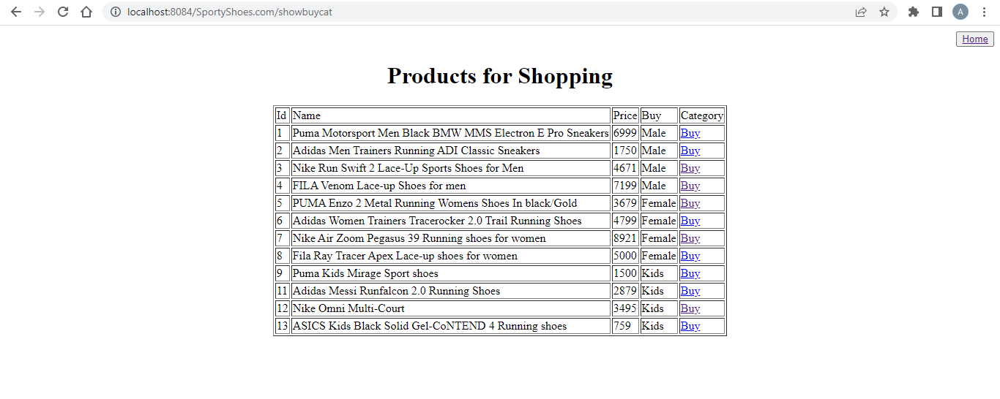 localhost:8084/SportyShoes.com/showbuycat
A
Home
Products for Shopping
Id Name Price Buy Category
1 Puma Motorsport Men Black BMW MMS Electron E Pro Sneakers 6999 Male Buy
2 Adidas Men Trainers Running ADI Classic Sneakers 1750 Male Buy
3 Nike Run Swift 2 Lace-Up Sports Shoes for Men 4671 Male Buy
4 FILA Venom Lace-up Shoes for men 7199 Male Buy
5 PUMA Enzo 2 Metal Running Womens Shoes In black/Gold 3679 Female Buy
6 Adidas Women Trainers Tracerocker 2.0 Trail Running Shoes 4799 Female Buy
7 Nike Air Zoom Pegasus 39 Running shoes for women 8921 Female Buy
8 Fila Ray Tracer Apex Lace-up shoes for women 5000 Female Buy
9 Puma Kids Mirage Sport shoes 1500 Kids Buy
11 Adidas Messi Runfalcon 2.0 Running Shoes 2879 Kids Buy
12 Nike Omni Multi-Court 3495 Kids Buy
13 ASICS Kids Black Solid Gel-CoNTEND 4 Running shoes 759 Kids Buy